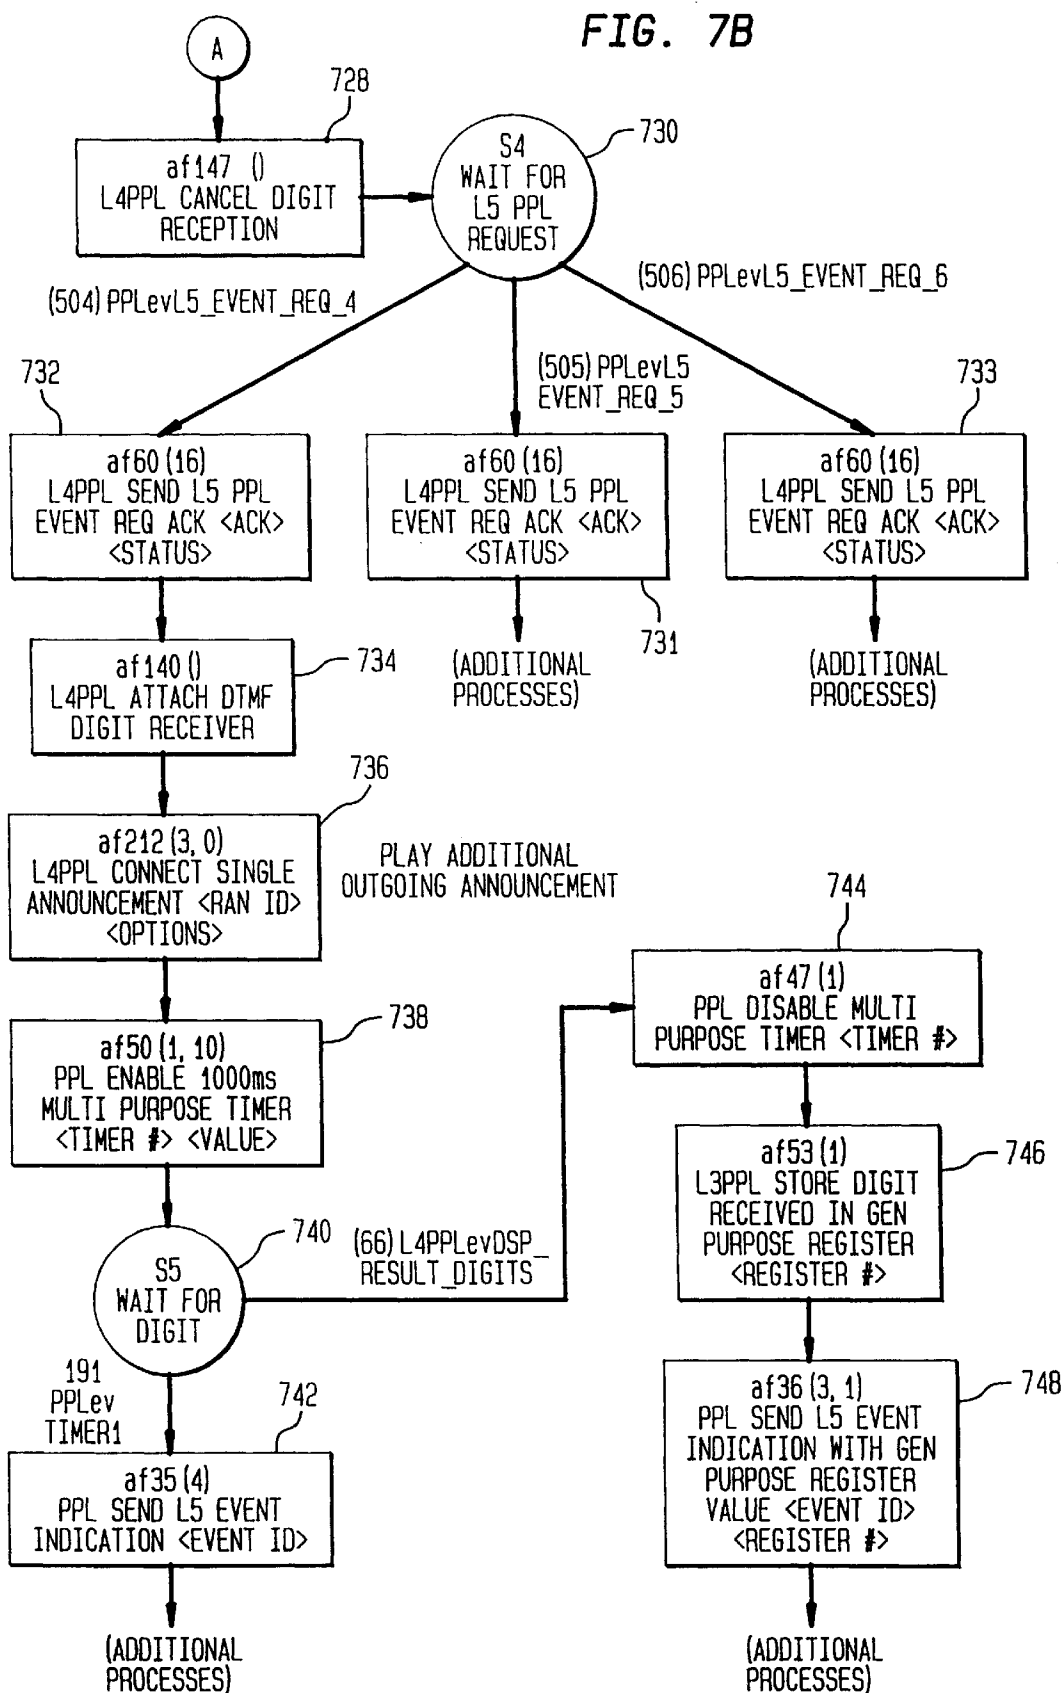 FIG. 7B
A
728
af147 ()
L4PPL CANCEL DIGIT
RECEPTION
730
S4
WAIT FOR
L5 PPL
REQUEST
(504) PPLevL5_EVENT_REQ_4
(505) PPLevL5
EVENT_REQ_5
(506) PPLevL5_EVENT_REQ_6
732
af60 (16)
L4PPL SEND L5 PPL
EVENT REQ ACK <ACK>
<STATUS>
af60 (16)
L4PPL SEND L5 PPL
EVENT REQ ACK <ACK>
<STATUS>
731
(ADDITIONAL
PROCESSES)
733
af60 (16)
L4PPL SEND L5 PPL
EVENT REQ ACK <ACK>
<STATUS>
(ADDITIONAL
PROCESSES)
734
af140 ()
L4PPL ATTACH DTMF
DIGIT RECEIVER
736
af212 (3, 0)
L4PPL CONNECT SINGLE
ANNOUNCEMENT <RAN ID>
<OPTIONS>
PLAY ADDITIONAL
OUTGOING ANNOUNCEMENT
738
af50 (1, 10)
PPL ENABLE 1000ms
MULTI PURPOSE TIMER
<TIMER #> <VALUE>
740
S5
WAIT FOR
DIGIT
(66) L4PPLevDSP_
RESULT_DIGITS
191
PPLev
TIMER1
742
af35 (4)
PPL SEND L5 EVENT
INDICATION <EVENT ID>
(ADDITIONAL
PROCESSES)
744
af47 (1)
PPL DISABLE MULTI
PURPOSE TIMER <TIMER #>
746
af53 (1)
L3PPL STORE DIGIT
RECEIVED IN GEN
PURPOSE REGISTER
<REGISTER #>
748
af36 (3, 1)
PPL SEND L5 EVENT
INDICATION WITH GEN
PURPOSE REGISTER
VALUE <EVENT ID>
<REGISTER #>
(ADDITIONAL
PROCESSES)